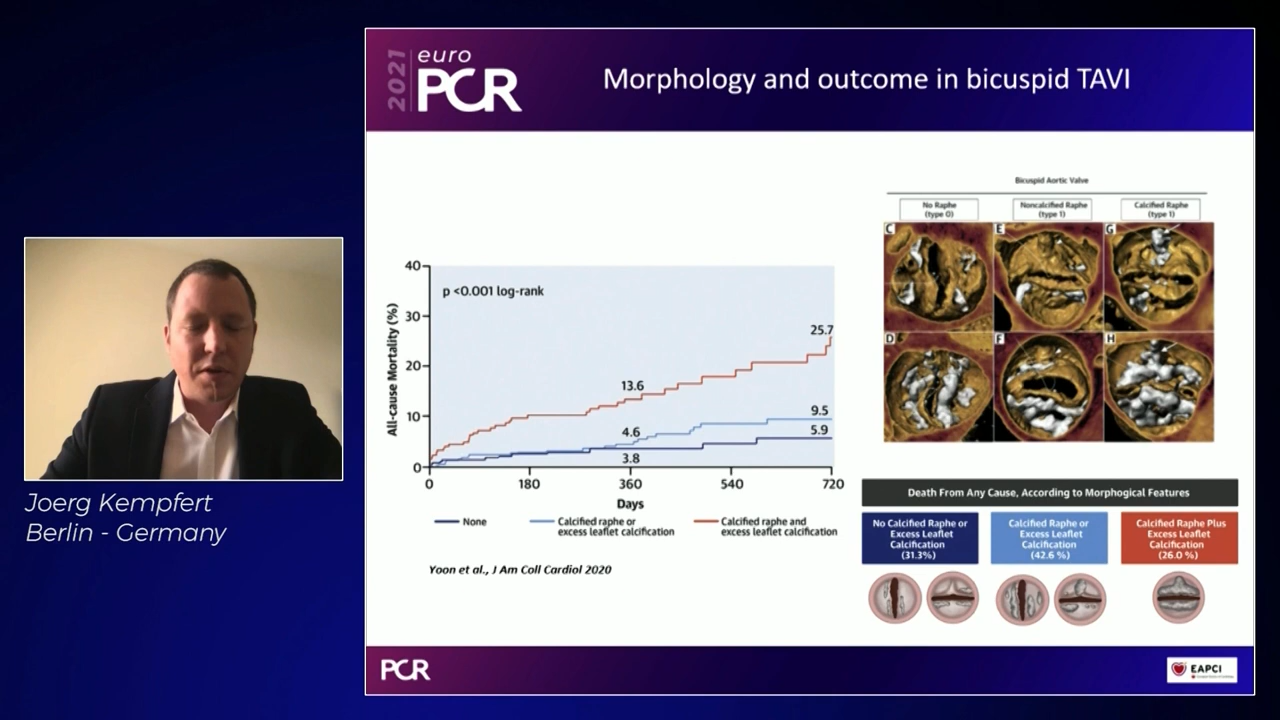 2021
euro
PCR
Morphology and outcome in bicuspid TAVI
Joerg Kempfert
Berlin - Germany
All-cause Mortality (%)
40
30
20
10
0
p <0.001 log-rank
25.7
13.6
9.5
4.6
5.9
3.8
0
180
360
540
720
Days
None
Calcified raphe or
excess leaflet calcification
Calcified raphe and
excess leaflet calcification
Yoon et al., J Am Coll Cardiol 2020
Bicuspid Aortic Valve
No Raphe
(type 0)
Noncalcified Raphe
(type 1)
Calcified Raphe
(type 1)
C
E
G
D
F
H
Death From Any Cause, According to Morphogical Features
No Calcified Raphe or
Excess Leaflet
Calcification
(31.3%)
Calcified Raphe or
Excess Leaflet
Calcification
(42.6 %)
Calcified Raphe Plus
Excess Leaflet
Calcification
(26.0 %)
PCR
EAPCI